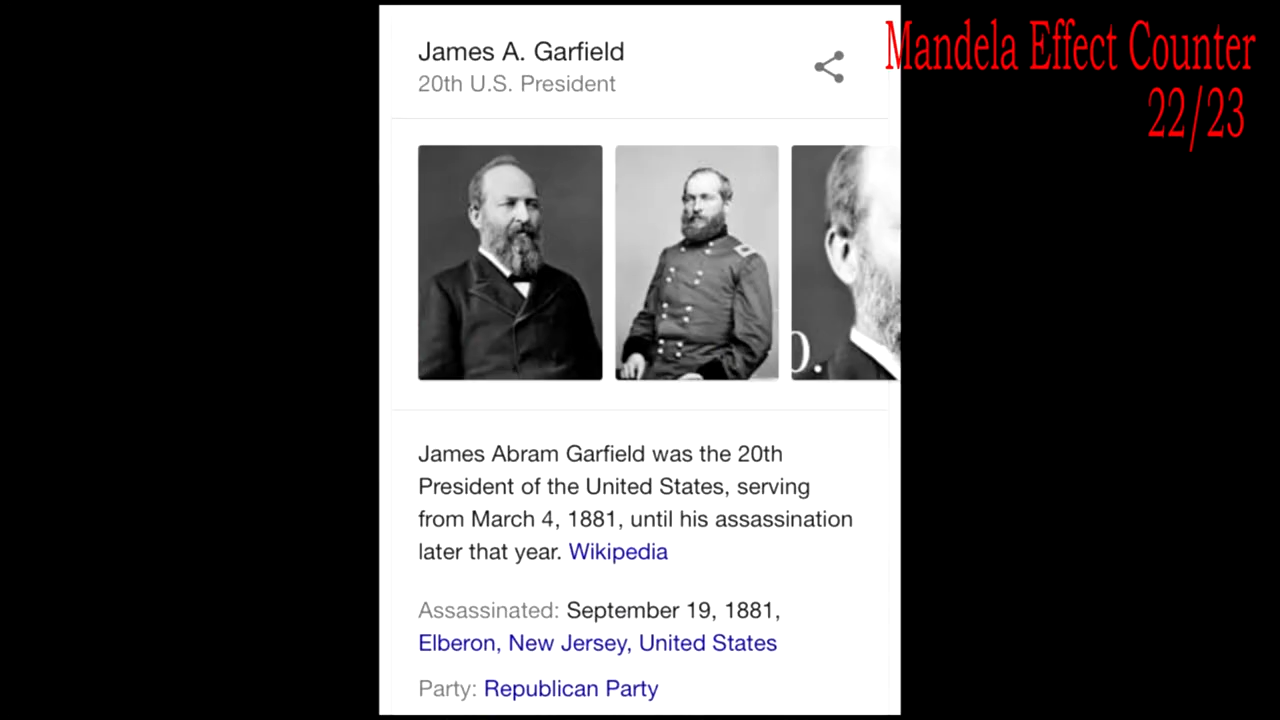 James A. Garfield
20th U.S. President
Mandela Effect Counter
22/23
James Abram Garfield was the 20th
President of the United States, serving
from March 4, 1881, until his assassination
later that year. Wikipedia
Assassinated: September 19, 1881,
Elberon, New Jersey, United States
Party: Republican Party